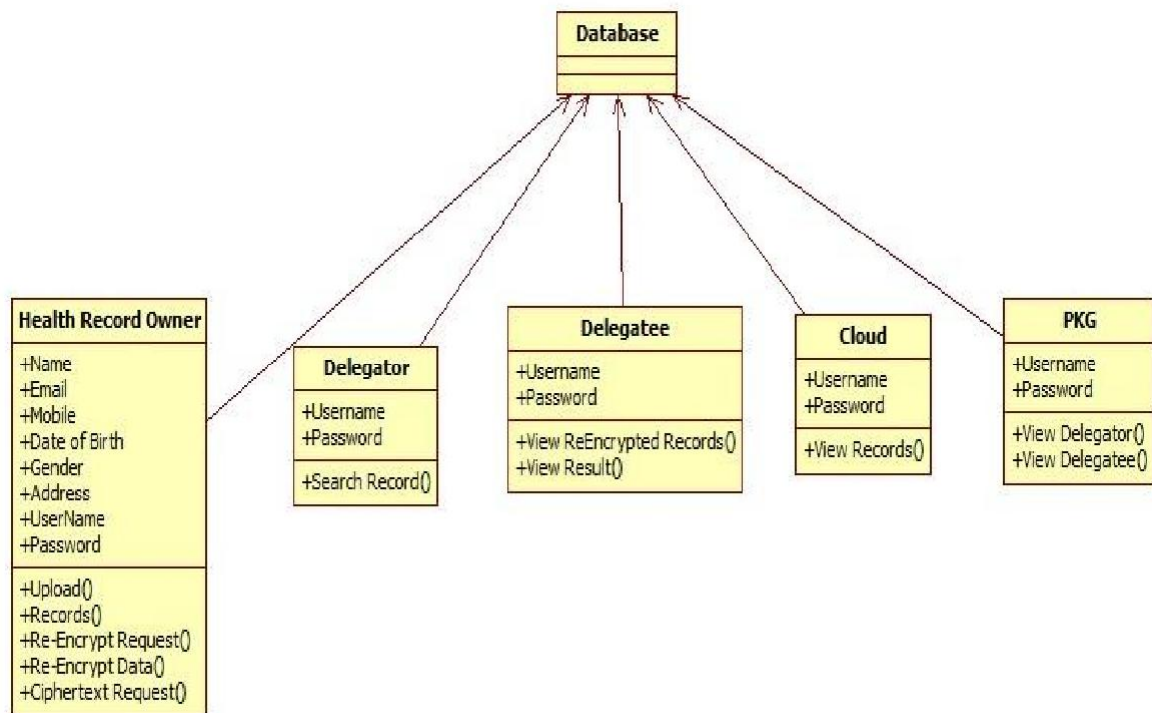 Database
Health Record Owner
+Name
+Email
+Mobile
+Date of Birth
+Gender
+Address
+UserName
+Password
+Upload()
+Records()
+Re-Encrypt Request()
+Re-Encrypt Data()
+Ciphertext Request()
Delegator
+Username
+Password
+Search Record()
Delegatee
+Username
+Password
+View ReEncrypted Records()
+View Result()
Cloud
+Username
+Password
+View Records()
PKG
+Username
+Password
+View Delegator()
+View Delegatee()